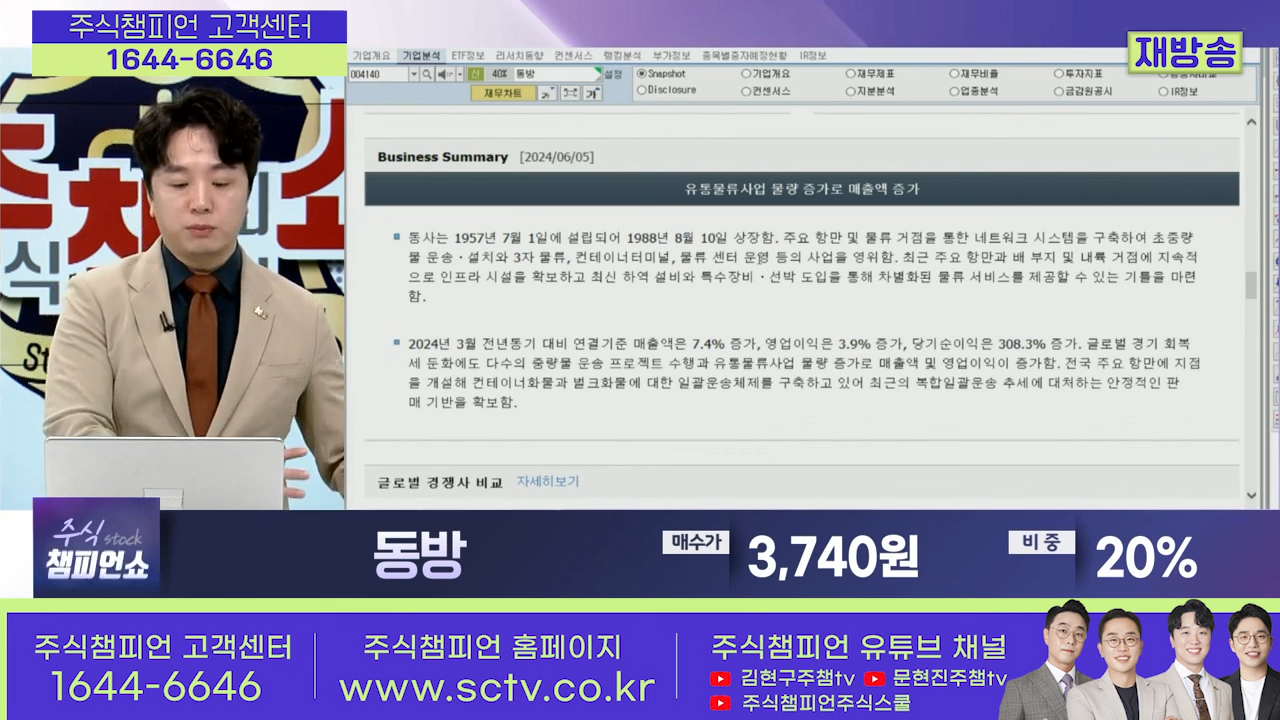 주식챔피언 고객센터
1644-6646
재방송
기업개요 기업분석 ETF정보 리서치동향 컨센서스 랭킹분석 부가정보 종목별증자예정현황 IR정보
004140 신 40% 동방 설정
Snapshot 기업개요 재무제표 재무비율 투자지표
재무차트
Disclosure 컨센서스 지분분석 업종분석 금감원공시 IR정보
Business Summary [2024/06/05]
유통물류사업 물량 증가로 매출액 증가
동사는 1957년 7월 1일에 설립되어 1988년 8월 10일 상장함. 주요 항만 및 물류 거점을 통한 네트워크 시스템을 구축하여 초중량
물 운송·설치와 3자 물류, 컨테이너터미널, 물류 센터 운영 등의 사업을 영위함. 최근 주요 항만과 배 부지 및 내륙 거점에 지속적
으로 인프라 시설을 확보하고 최신 하역 설비와 특수장비·선박 도입을 통해 차별화된 물류 서비스를 제공할 수 있는 기틀을 마련
함.
2024년 3월 전년동기 대비 연결기준 매출액은 7.4% 증가, 영업이익은 3.9% 증가, 당기순이익은 308.3% 증가. 글로벌 경기 회복
세 둔화에도 다수의 중량물 운송 프로젝트 수행과 유통물류사업 물량 증가로 매출액 및 영업이익이 증가함. 전국 주요 항만에 지점
을 개설해 컨테이너화물과 벌크화물에 대한 일괄운송체제를 구축하고 있어 최근의 복합일괄운송 추세에 대처하는 안정적인 판
매 기반을 확보함.
글로벌 경쟁사 비교 자세히보기
주식 stock
챔피언쇼
동방 매수가 3,740원 비중 20%
주식챔피언 고객센터
1644-6646
주식챔피언 홈페이지
www.sctv.co.kr
주식챔피언 유튜브 채널
김현구주챔tv 문현진주챔tv
주식챔피언주식스쿨